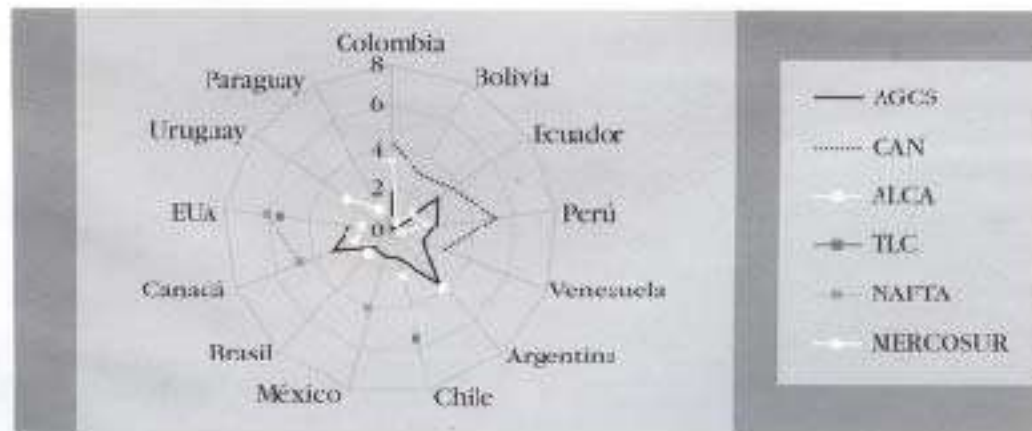 Colombia
Bolivia
Ecuador
Perú
Venezuela
Argentina
Chile
México
Brasil
Canadá
EUA
Uruguay
Paraguay
8
6
4
2
0
AGCS
CAN
ALCA
TLC
NAFTA
MERCOSUR